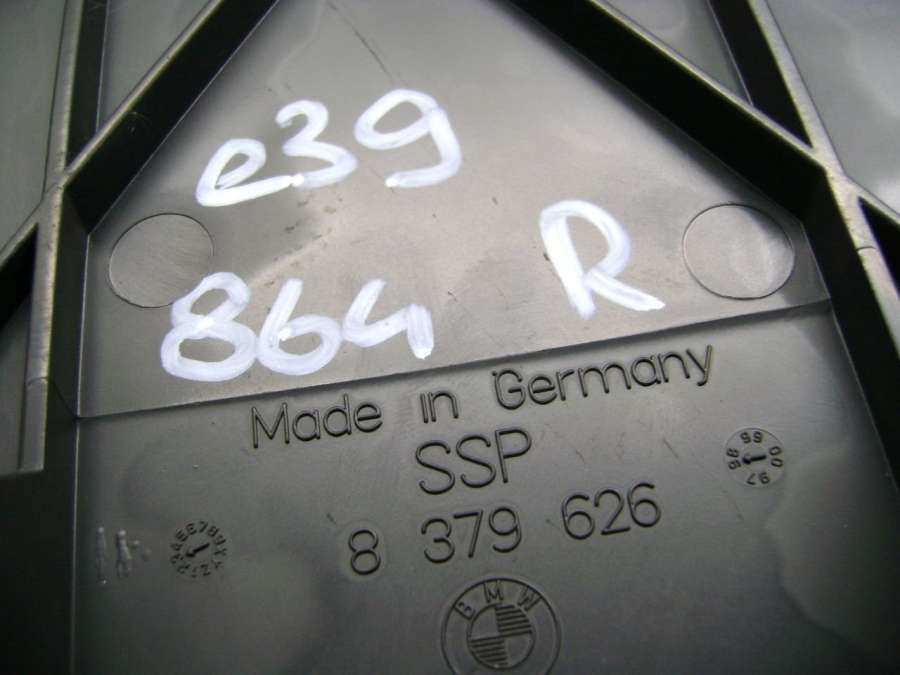 e39
864 R
Made in Germany
SSP
8 379 626
BMW